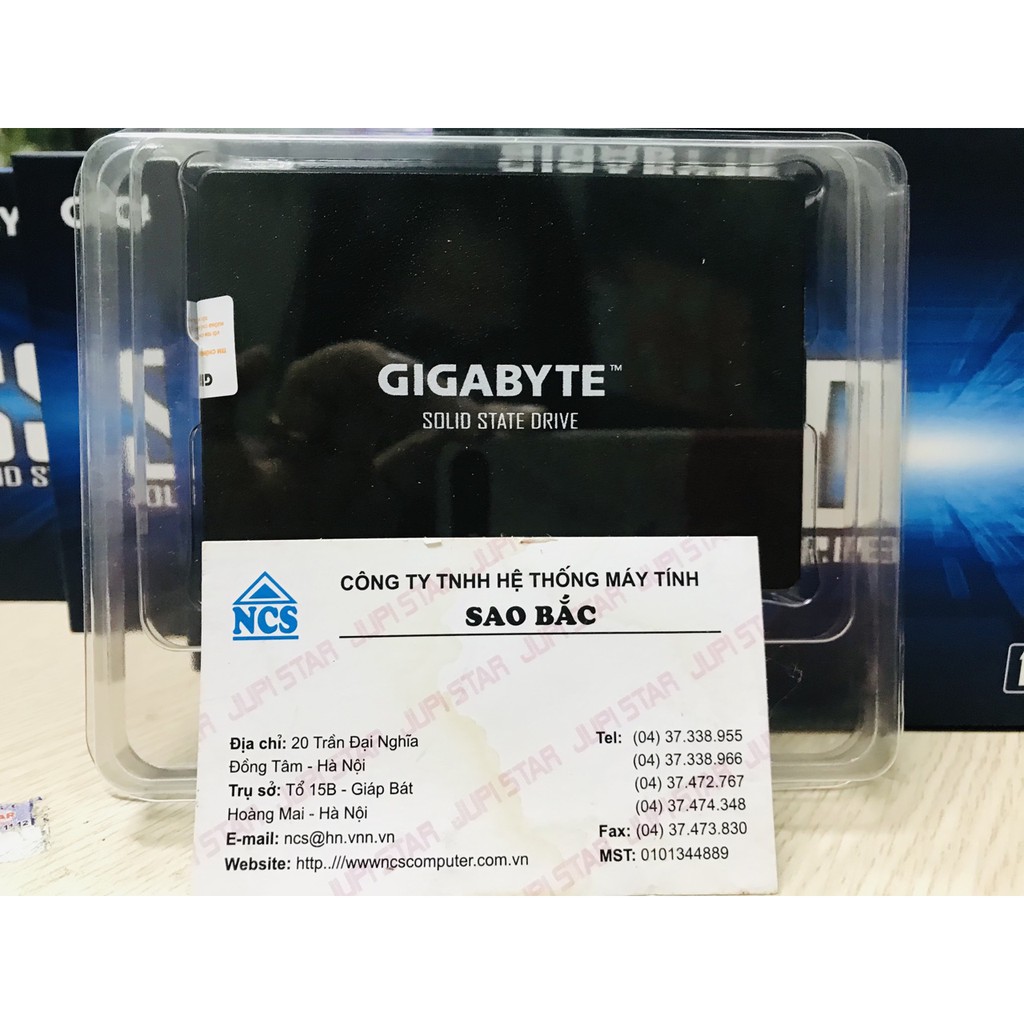 GIGABYTE™
SOLID STATE DRIVE
NCS
CÔNG TY TNHH HỆ THỐNG MÁY TÍNH
SAO BẮC
JUPISTAR
Địa chỉ: 20 Trần Đại Nghĩa
Đồng Tâm - Hà Nội
Trụ sở: Tổ 15B - Giáp Bát
Hoàng Mai - Hà Nội
E-mail: ncs@hn.vnn.vn
Website: http..///wwwncscomputer.com.vn
Tel: (04) 37.338.955
(04) 37.338.966
(04) 37.472.767
(04) 37.474.348
Fax: (04) 37.473.830
MST: 0101344889